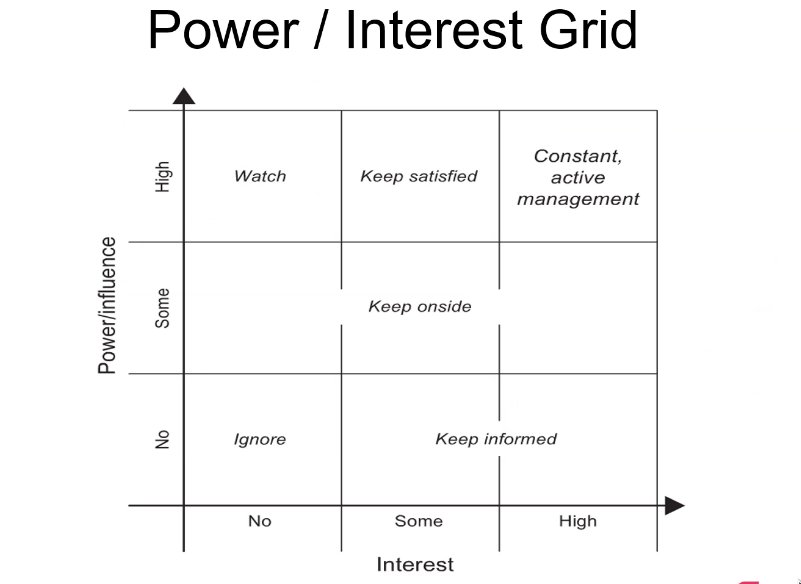 Power / Interest Grid
Power/influence
High
Watch
Keep satisfied
Constant,
active
management
Some
Keep onside
No
Ignore
Keep informed
No
Some
High
Interest